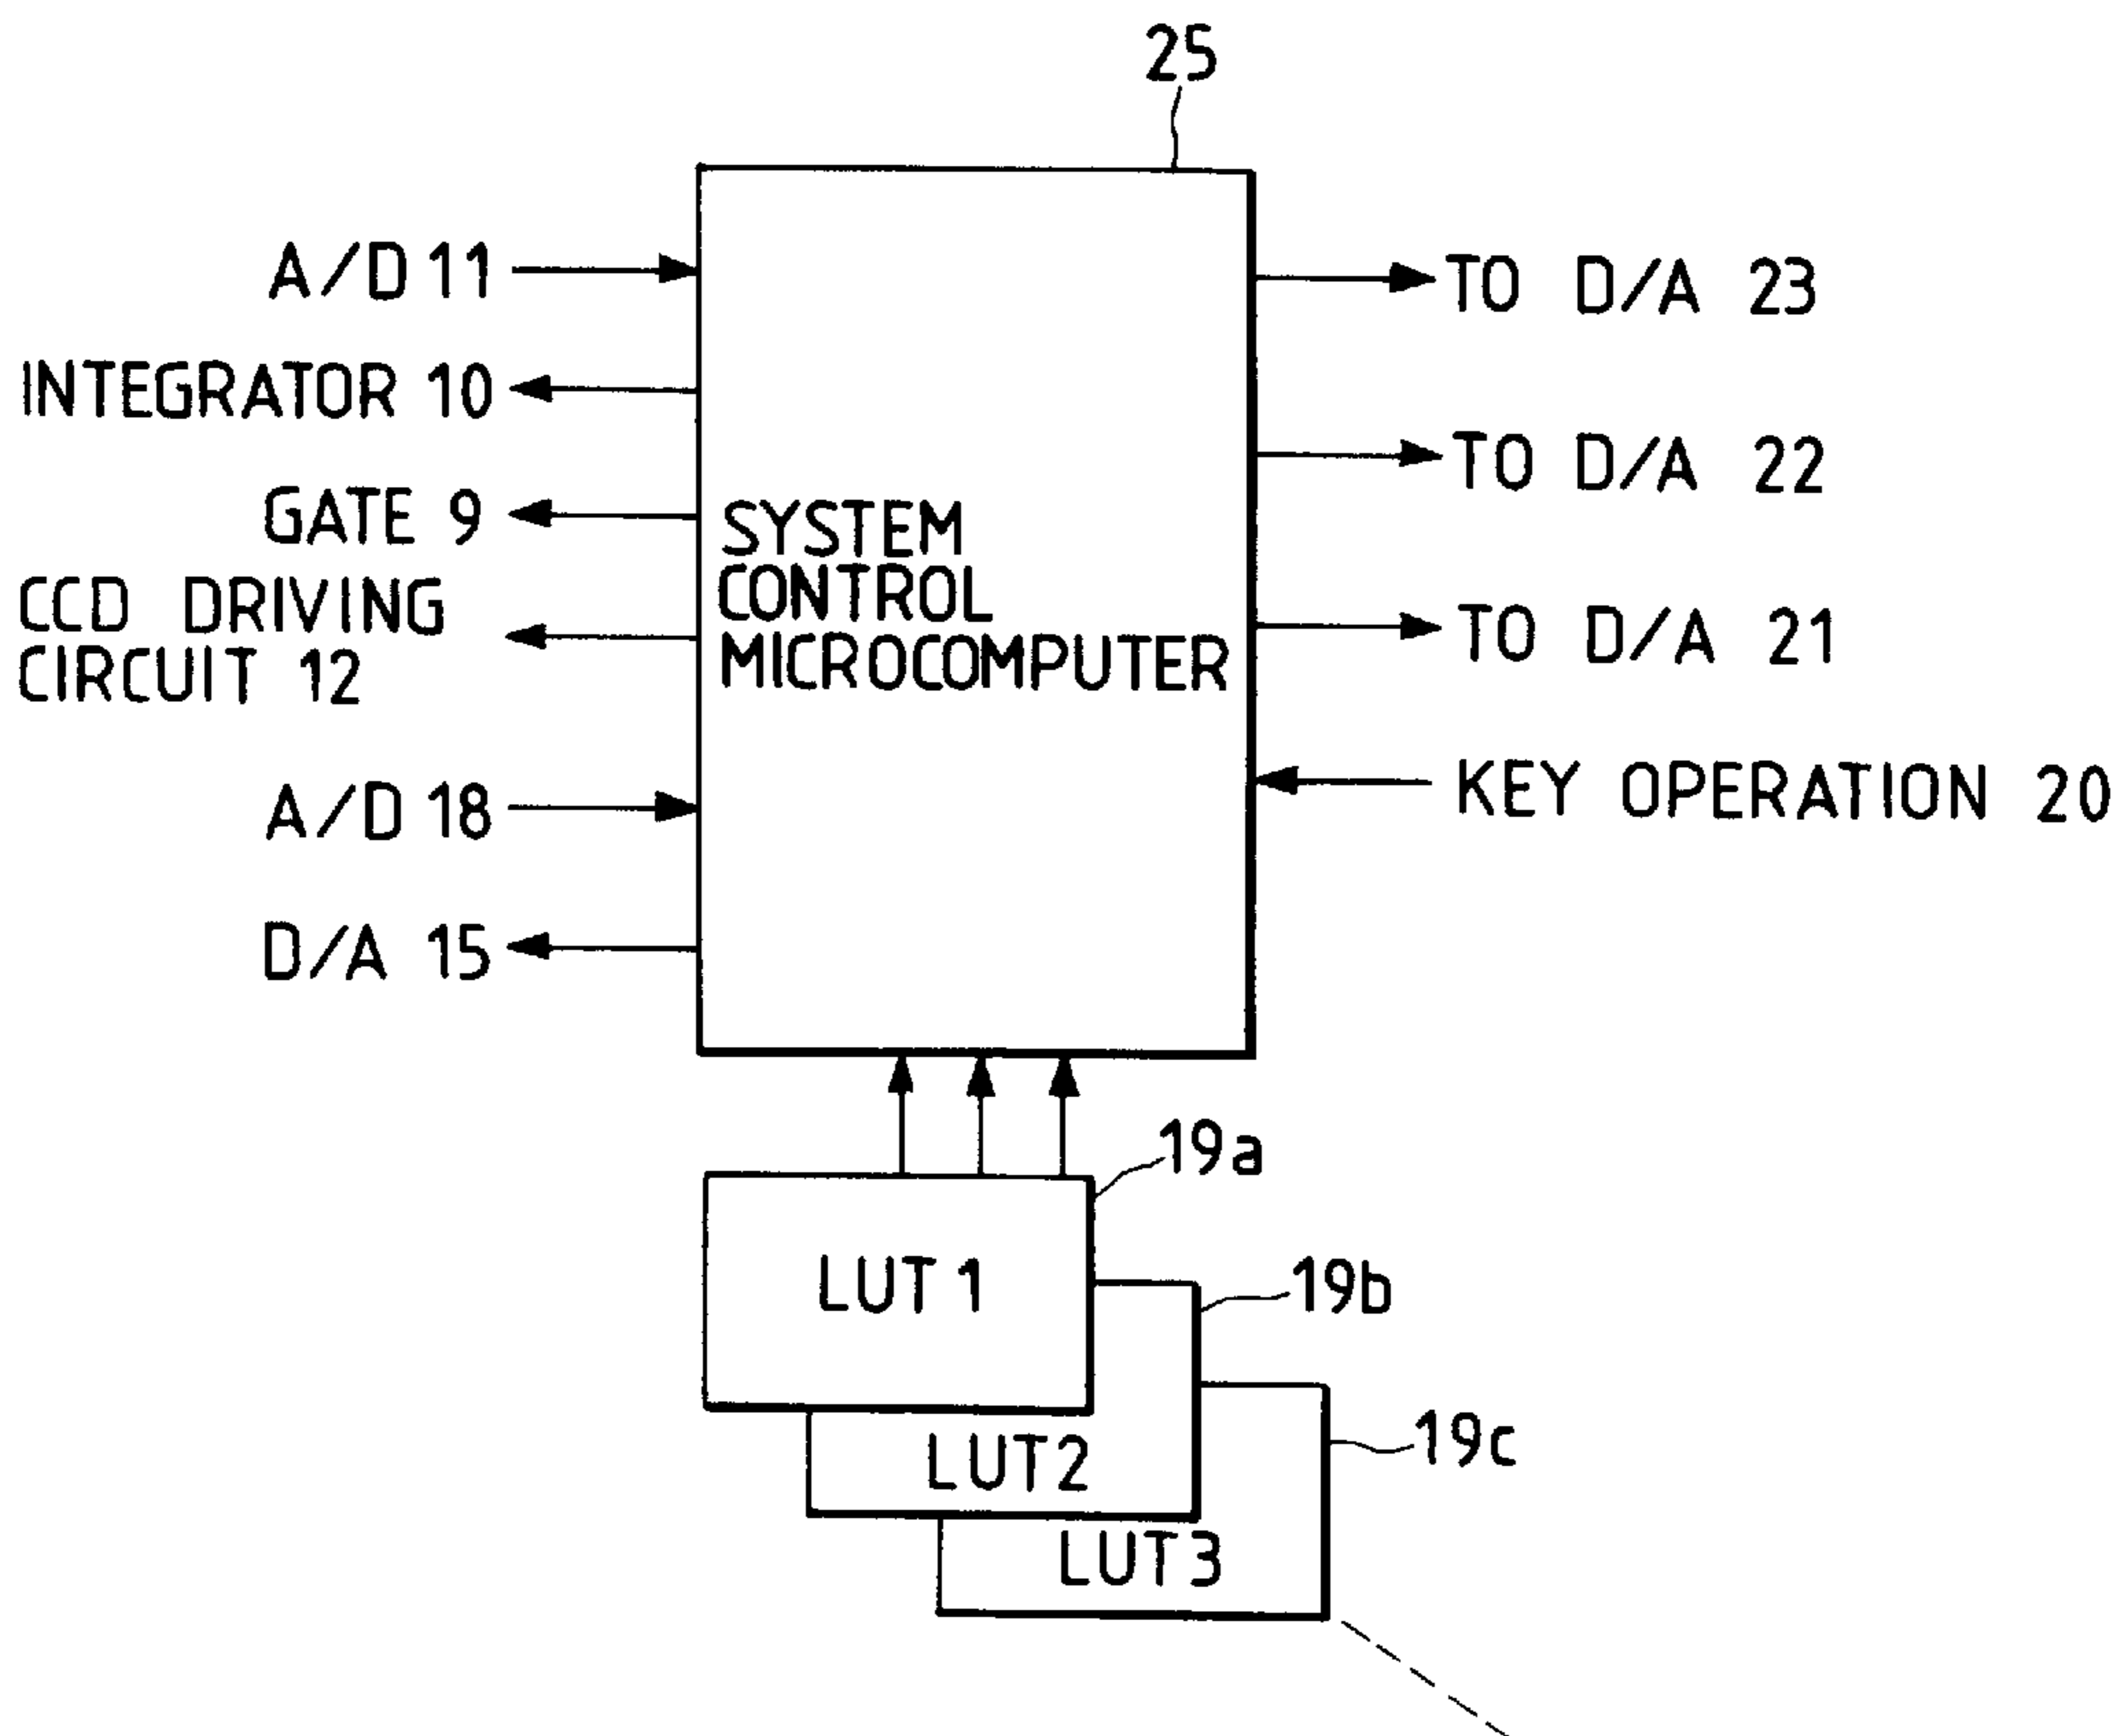 25
A/D 11
INTEGRATOR 10
GATE 9
CCD DRIVING
CIRCUIT 12
A/D 18
D/A 15
SYSTEM
CONTROL
MICROCOMPUTER
TO D/A 23
TO D/A 22
TO D/A 21
KEY OPERATION 20
19a
LUT 1
19b
LUT2
19c
LUT3